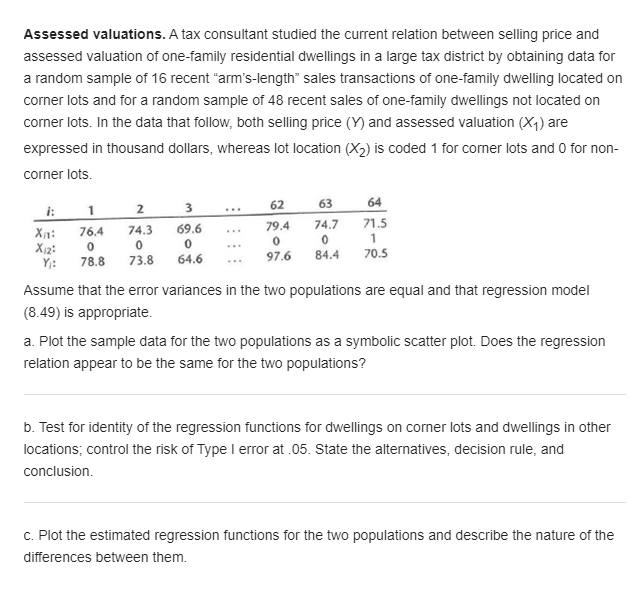 Assessed valuations. A tax consultant studied the current relation between selling price and
assessed valuation of one-family residential dwellings in a large tax district by obtaining data for
a random sample of 16 recent “arm’s-length” sales transactions of one-family dwelling located on
corner lots and for a random sample of 48 recent sales of one-family dwellings not located on
corner lots. In the data that follow, both selling price (Y) and assessed valuation (X₁) are
expressed in thousand dollars, whereas lot location (X₂) is coded 1 for corner lots and 0 for non-
corner lots.
i: 1 2 3 ... 62 63 64
Xᵢ₁: 76.4 74.3 69.6 ... 79.4 74.7 71.5
Xᵢ₂: 0 0 0 ... 0 0 1
Yᵢ: 78.8 73.8 64.6 ... 97.6 84.4 70.5
Assume that the error variances in the two populations are equal and that regression model
(8.49) is appropriate.
a. Plot the sample data for the two populations as a symbolic scatter plot. Does the regression
relation appear to be the same for the two populations?
b. Test for identity of the regression functions for dwellings on corner lots and dwellings in other
locations; control the risk of Type I error at .05. State the alternatives, decision rule, and
conclusion.
c. Plot the estimated regression functions for the two populations and describe the nature of the
differences between them.